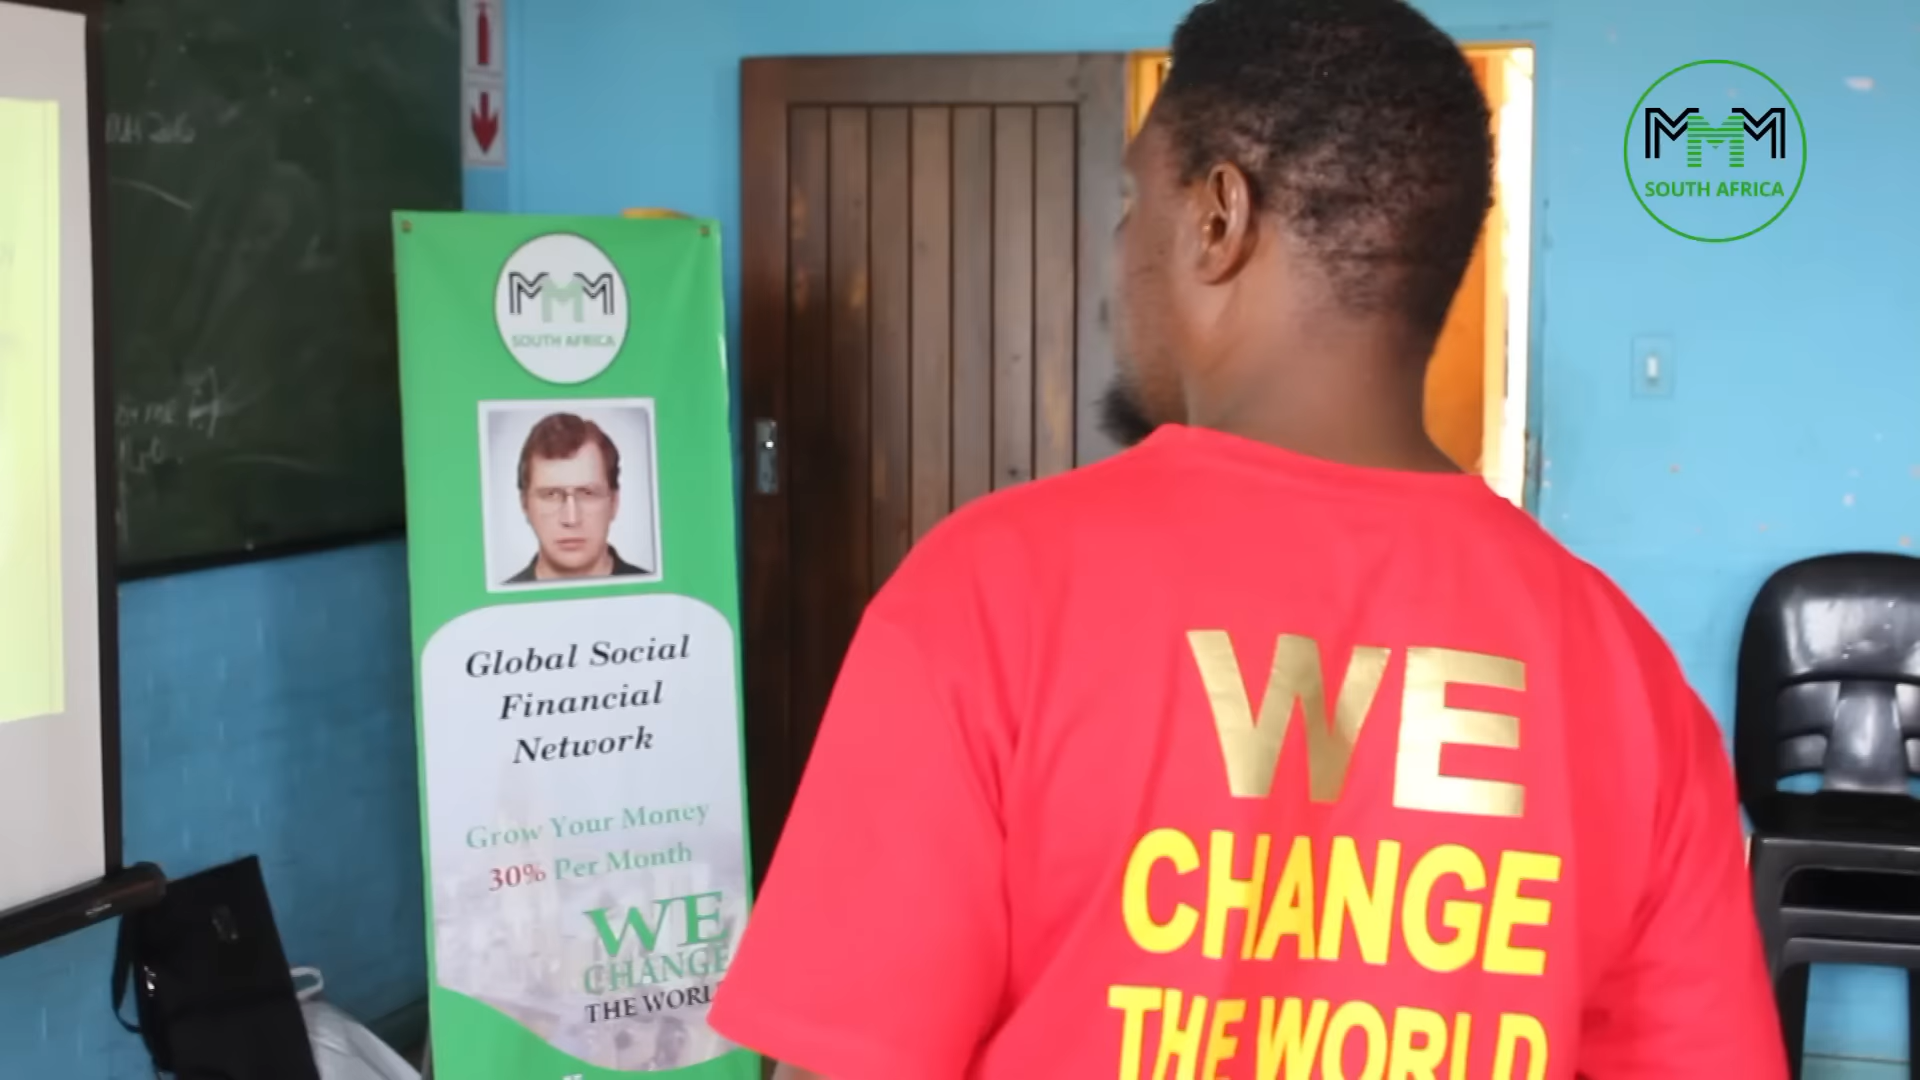 MMM
SOUTH AFRICA
Global Social
Financial
Network
Grow Your Money
30% Per Month
WE
CHANGE
THE WORL
WE
CHANGE
THE WORLD
MMM
SOUTH AFRICA